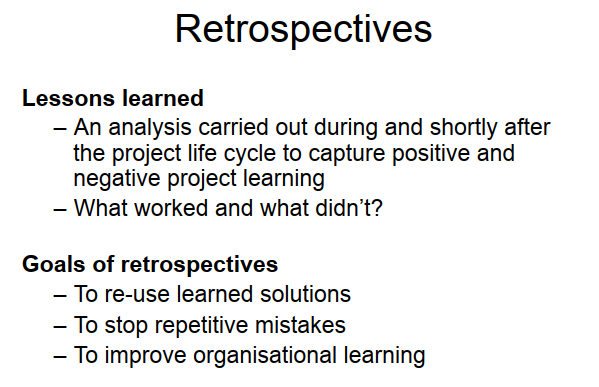 Retrospectives
Lessons learned
– An analysis carried out during and shortly after
the project life cycle to capture positive and
negative project learning
– What worked and what didn’t?
Goals of retrospectives
– To re-use learned solutions
– To stop repetitive mistakes
– To improve organisational learning